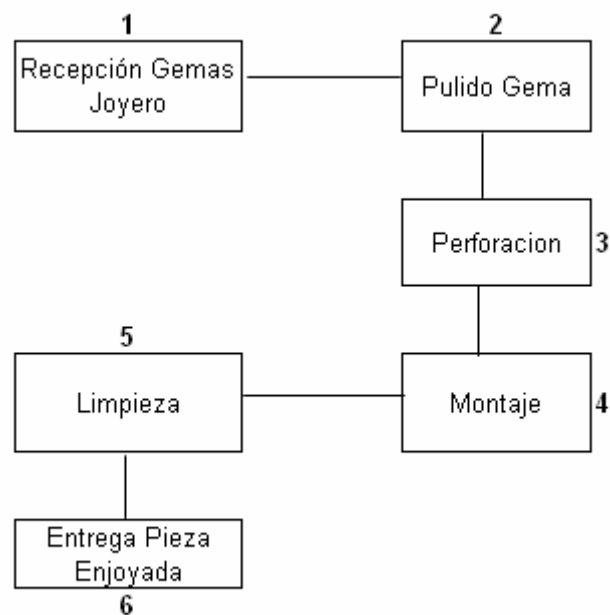 1
Recepción Gemas
Joyero
2
Pulido Gema
Perforacion
3
Montaje
4
5
Limpieza
Entrega Pieza
Enjoyada
6